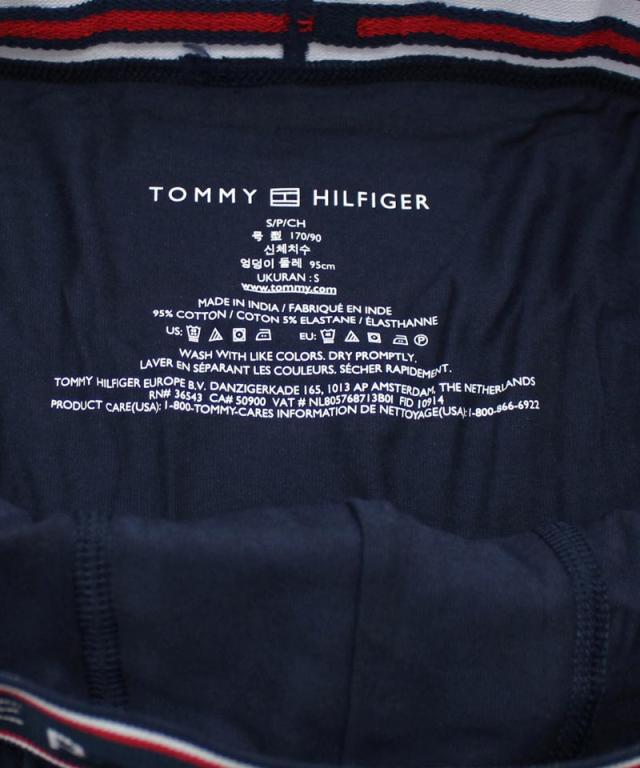 TOMMY HILFIGER
S/P/CH
号 型 170/90
신체치수
엉덩이 둘레 95cm
UKURAN : S
www.tommy.com
MADE IN INDIA / FABRIQUÉ EN INDE
95% COTTON / COTON 5% ELASTANE / ÉLASTHANNE
US: EU:
WASH WITH LIKE COLORS. DRY PROMPTLY.
LAVER EN SÉPARANT LES COULEURS. SÉCHER RAPIDEMENT.
TOMMY HILFIGER EUROPE B.V. DANZIGERKADE 165, 1013 AP AMSTERDAM, THE NETHERLANDS
RN# 36543 CA# 50900 VAT # NL805768713B01 FID 10914
PRODUCT CARE(USA): 1-800-TOMMY-CARES INFORMATION DE NETTOYAGE(USA):1-800-866-6922